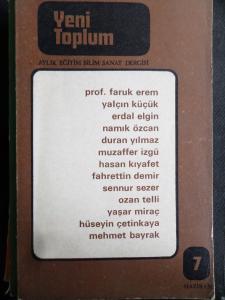 Yeni
Toplum
AYLIK EĞİTİM BİLİM SANAT DERGİSİ
prof. faruk erem
yalçın küçük
erdal elgin
namık özcan
duran yılmaz
muzaffer izgü
hasan kıyafet
fahrettin demir
sennur sezer
ozan telli
yaşar miraç
hüseyin çetinkaya
mehmet bayrak
7
HAZİRAN